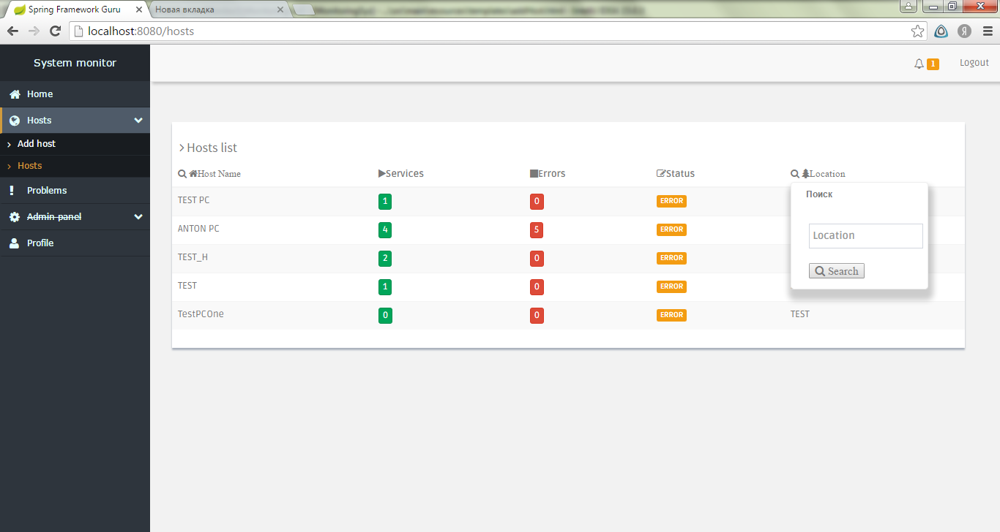 Spring Framework Guru
Новая вкладка
localhost:8080/hosts
Я
System monitor
1
Logout
Home
Hosts
Add host
Hosts
Problems
Admin panel
Profile
Hosts list
Host Name Services Errors Status Location
TEST PC 1 0 ERROR
ANTON PC 4 5 ERROR
TEST_H 2 0 ERROR
TEST 1 0 ERROR
TestPCOne 0 0 ERROR TEST
Поиск
Location
Search